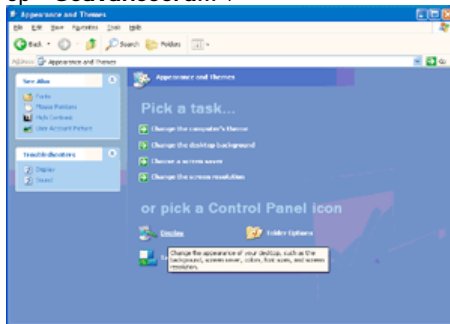 Appearance and Themes
File Edit View Favorites Tools Help
Back Search Folders
Address Appearance and Themes Go
See Also
Fonts
Mouse Pointers
High Contrast
User Account Picture
Troubleshooters
Display
Sound
Appearance and Themes
Pick a task...
Change the computer's theme
Change the desktop background
Choose a screen saver
Change the screen resolution
or pick a Control Panel icon
Display Folder Options
Change the appearance of your desktop, such as the
background, screen saver, colors, font sizes, and screen
resolution.